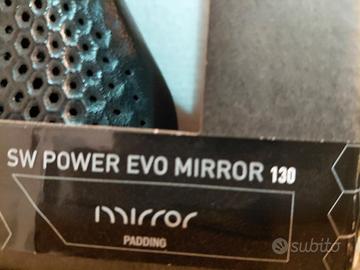 SW POWER EVO MIRROR 130
mirror
PADDING
subito